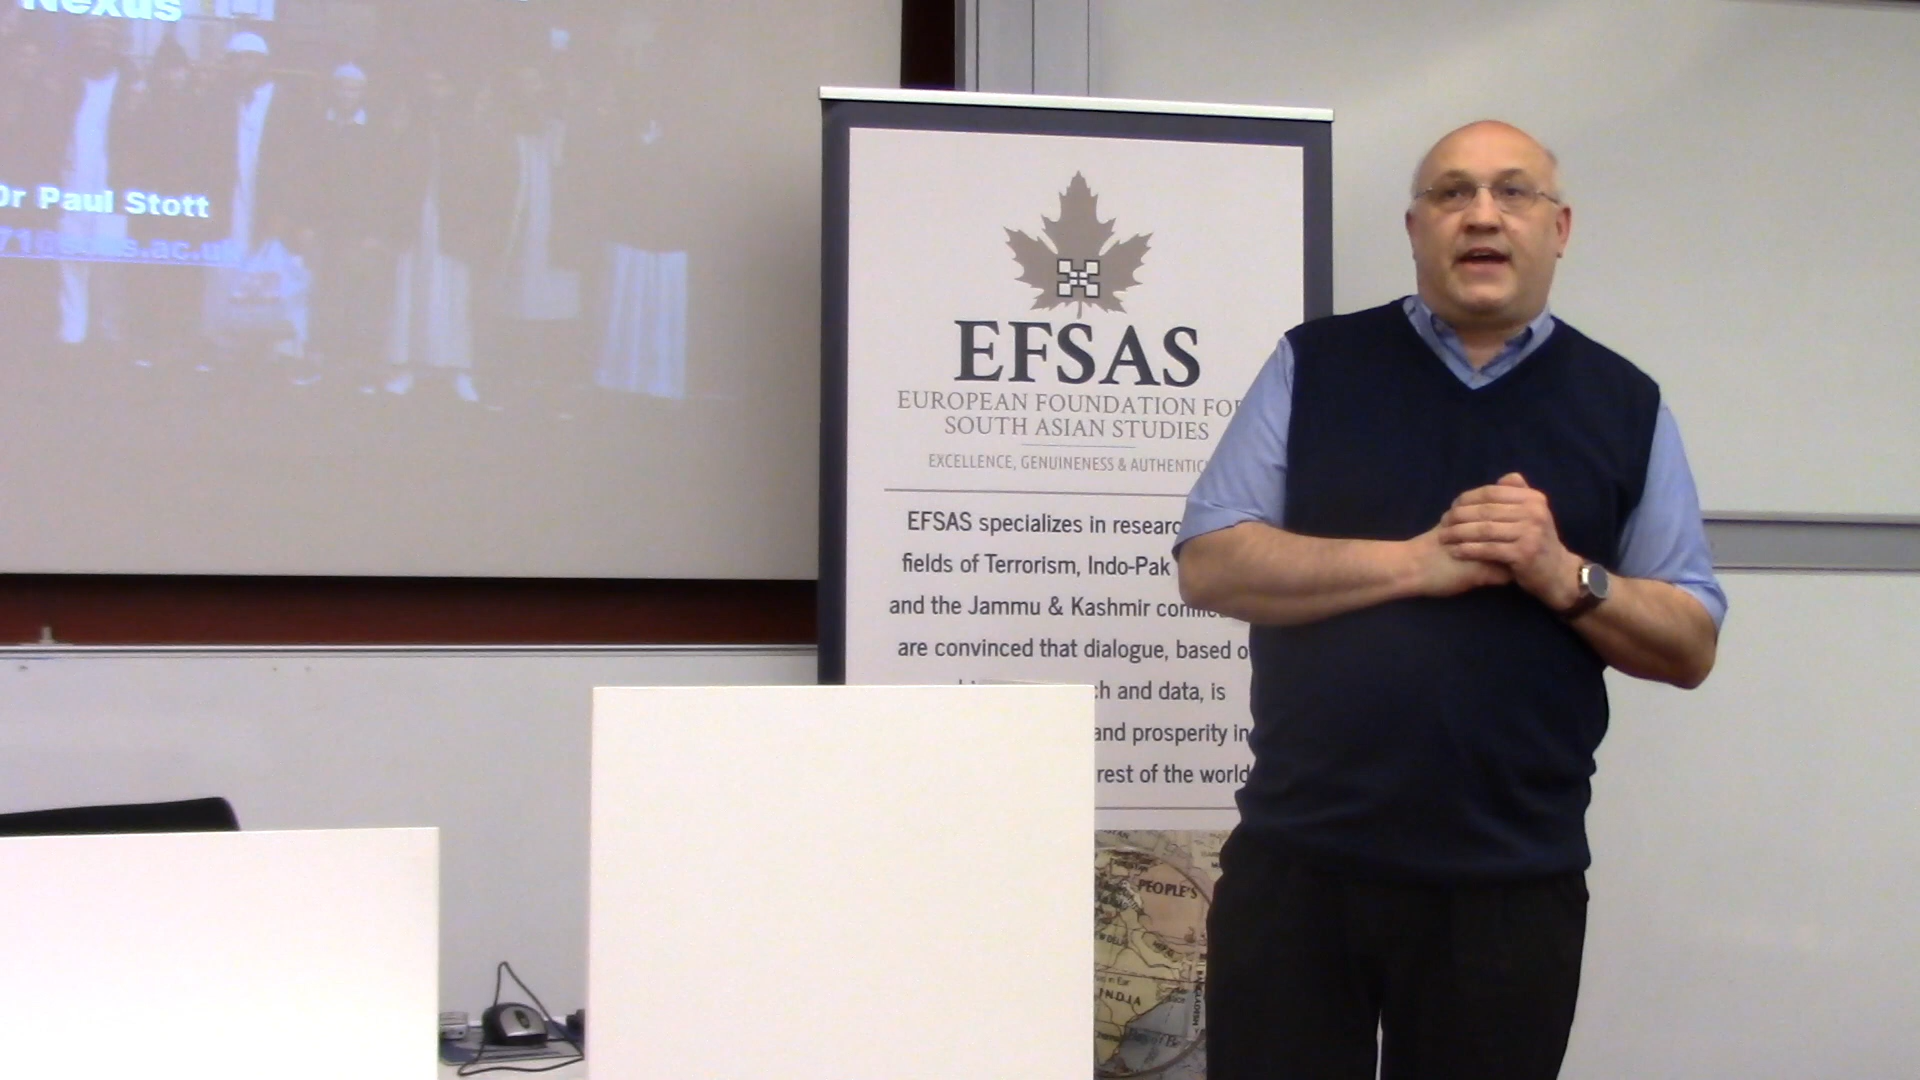 Nexus
Dr Paul Stott
EFSAS
EUROPEAN FOUNDATION FOR
SOUTH ASIAN STUDIES
EXCELLENCE, GENUINENESS & AUTHENTIC
EFSAS specializes in researc
fields of Terrorism, Indo-Pak
and the Jammu & Kashmir
are convinced that dialogue, based o
and data, is
and prosperity in
rest of the world
PEOPLE'S
INDIA